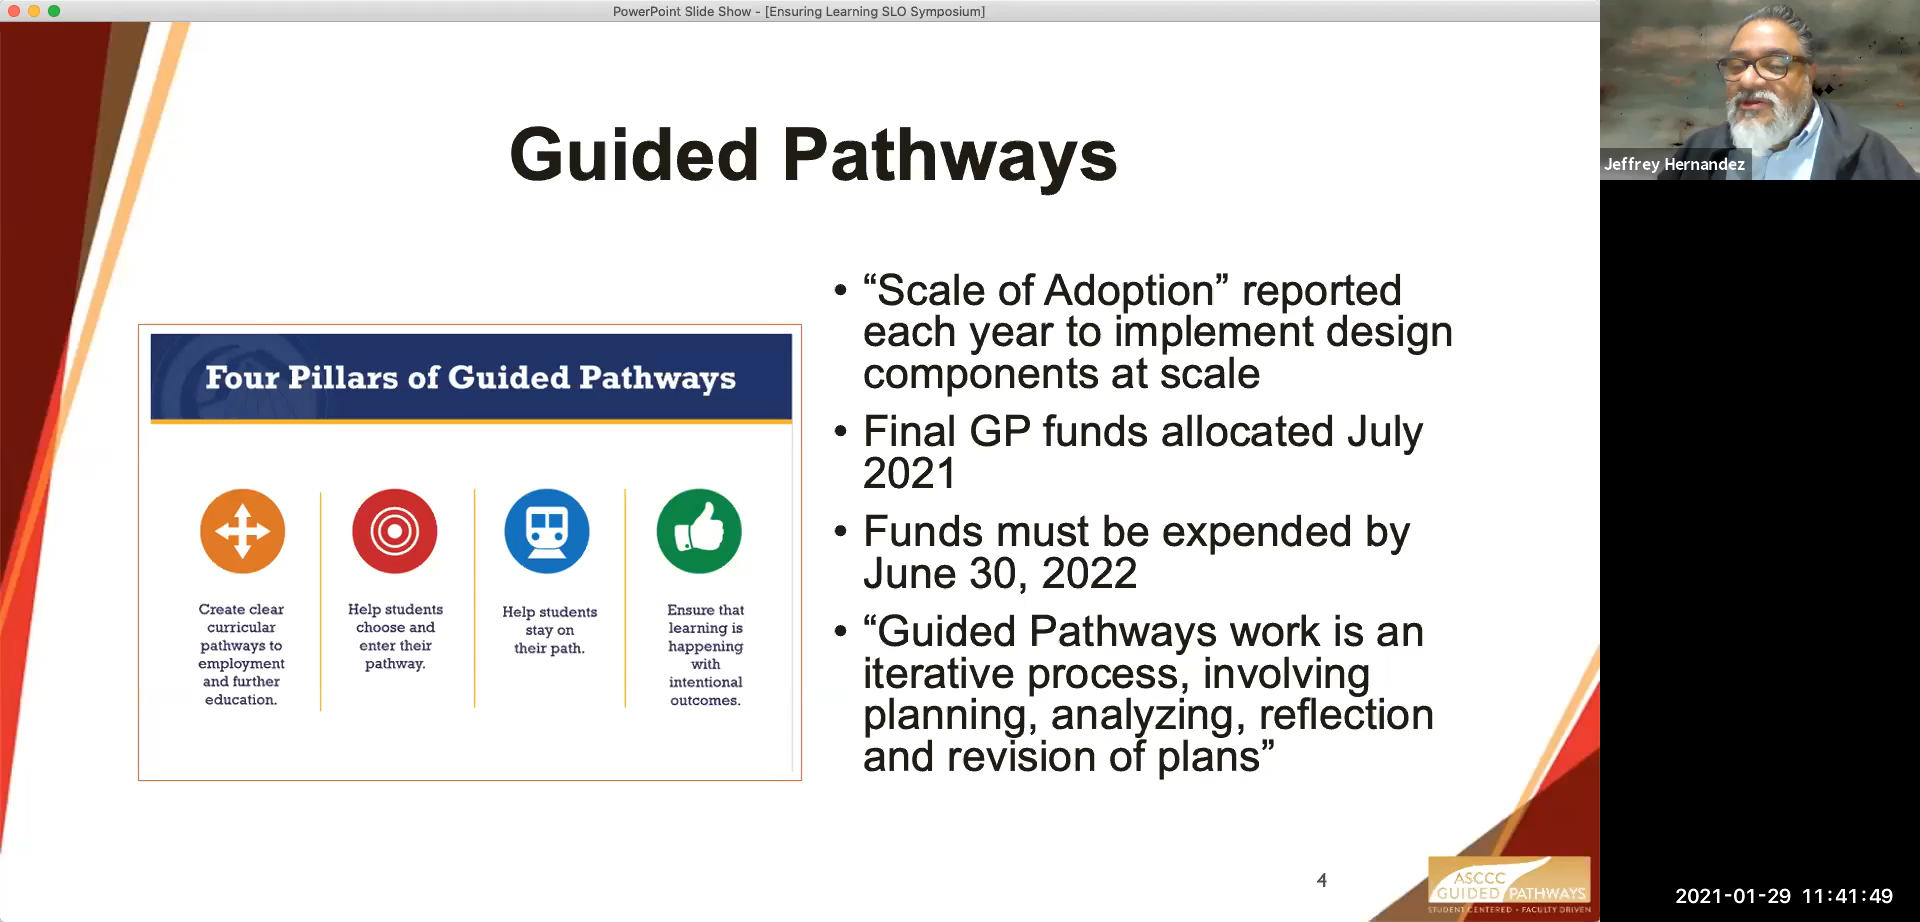 PowerPoint Slide Show - [Ensuring Learning SLO Symposium]
Guided Pathways
Four Pillars of Guided Pathways
Create clear
curricular
pathways to
employment
and further
education.
Help students
choose and
enter their
pathway.
Help students
stay on
their path.
Ensure that
learning is
happening
with
intentional
outcomes.
• “Scale of Adoption” reported
each year to implement design
components at scale
• Final GP funds allocated July
2021
• Funds must be expended by
June 30, 2022
• “Guided Pathways work is an
iterative process, involving
planning, analyzing, reflection
and revision of plans”
4
ASCCC
GUIDED PATHWAYS
STUDENT CENTERED • FACULTY DRIVEN
Jeffrey Hernandez
2021-01-29 11:41:49